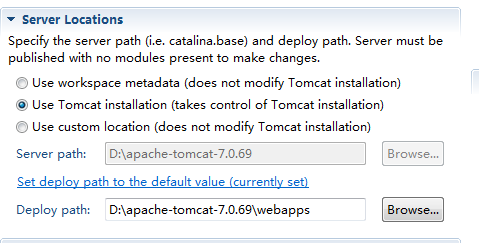 Server Locations
Specify the server path (i.e. catalina.base) and deploy path. Server must be
published with no modules present to make changes.
Use workspace metadata (does not modify Tomcat installation)
Use Tomcat installation (takes control of Tomcat installation)
Use custom location (does not modify Tomcat installation)
Server path: D:\apache-tomcat-7.0.69 Browse...
Set deploy path to the default value (currently set)
Deploy path: D:\apache-tomcat-7.0.69\webapps Browse...